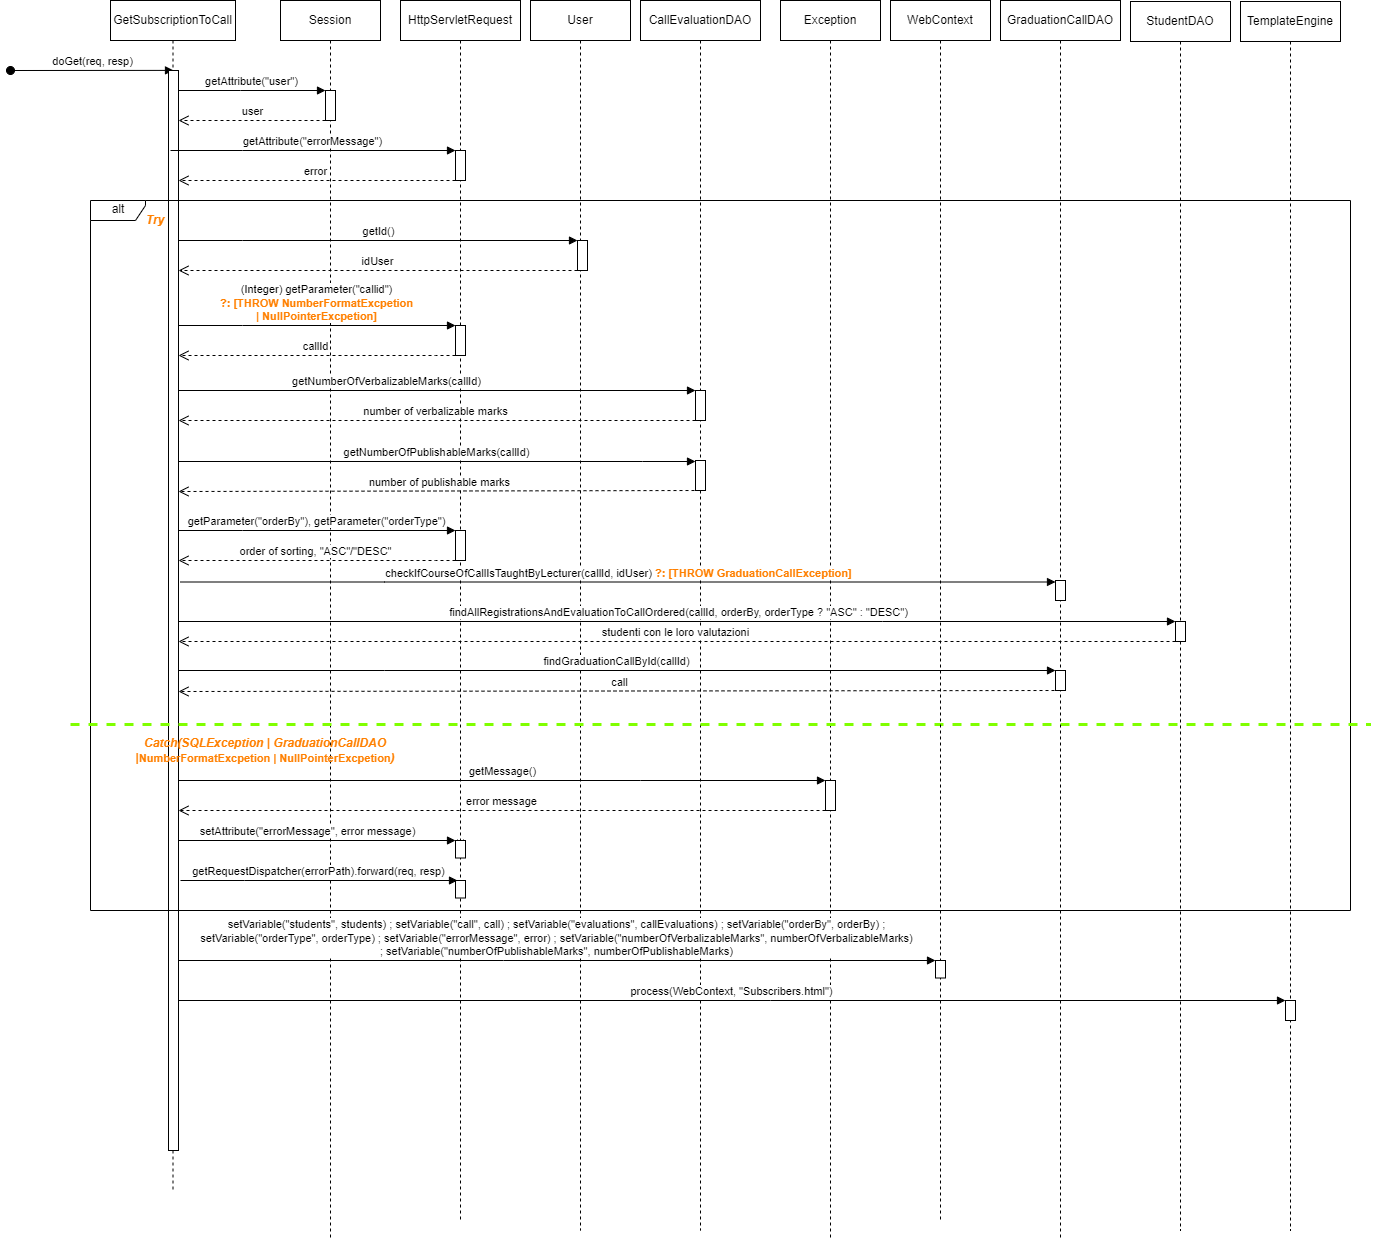 GetSubscriptionToCall
Session
HttpServletRequest
User
CallEvaluationDAO
Exception
WebContext
GraduationCallDAO
StudentDAO
TemplateEngine
doGet(req, resp)
getAttribute("user")
user
getAttribute("errorMessage")
error
alt
Try
getId()
idUser
(Integer) getParameter("callid")
?: [THROW NumberFormatExcpetion
| NullPointerExcpetion]
callId
getNumberOfVerbalizableMarks(callId)
number of verbalizable marks
getNumberOfPublishableMarks(callId)
number of publishable marks
getParameter("orderBy"), getParameter("orderType")
order of sorting, "ASC"/"DESC"
checkIfCourseOfCallIsTaughtByLecturer(callId, idUser) ?: [THROW GraduationCallException]
findAllRegistrationsAndEvaluationToCallOrdered(callId, orderBy, orderType ? "ASC" : "DESC")
studenti con le loro valutazioni
findGraduationCallById(callId)
call
Catch(SQLException | GraduationCallDAO
|NumberFormatExcpetion | NullPointerExcpetion)
getMessage()
error message
setAttribute("errorMessage", error message)
getRequestDispatcher(errorPath).forward(req, resp)
setVariable("students", students) ; setVariable("call", call) ; setVariable("evaluations", callEvaluations) ; setVariable("orderBy", orderBy) ;
setVariable("orderType", orderType) ; setVariable("errorMessage", error) ; setVariable("numberOfVerbalizableMarks", numberOfVerbalizableMarks)
; setVariable("numberOfPublishableMarks", numberOfPublishableMarks)
process(WebContext, "Subscribers.html")